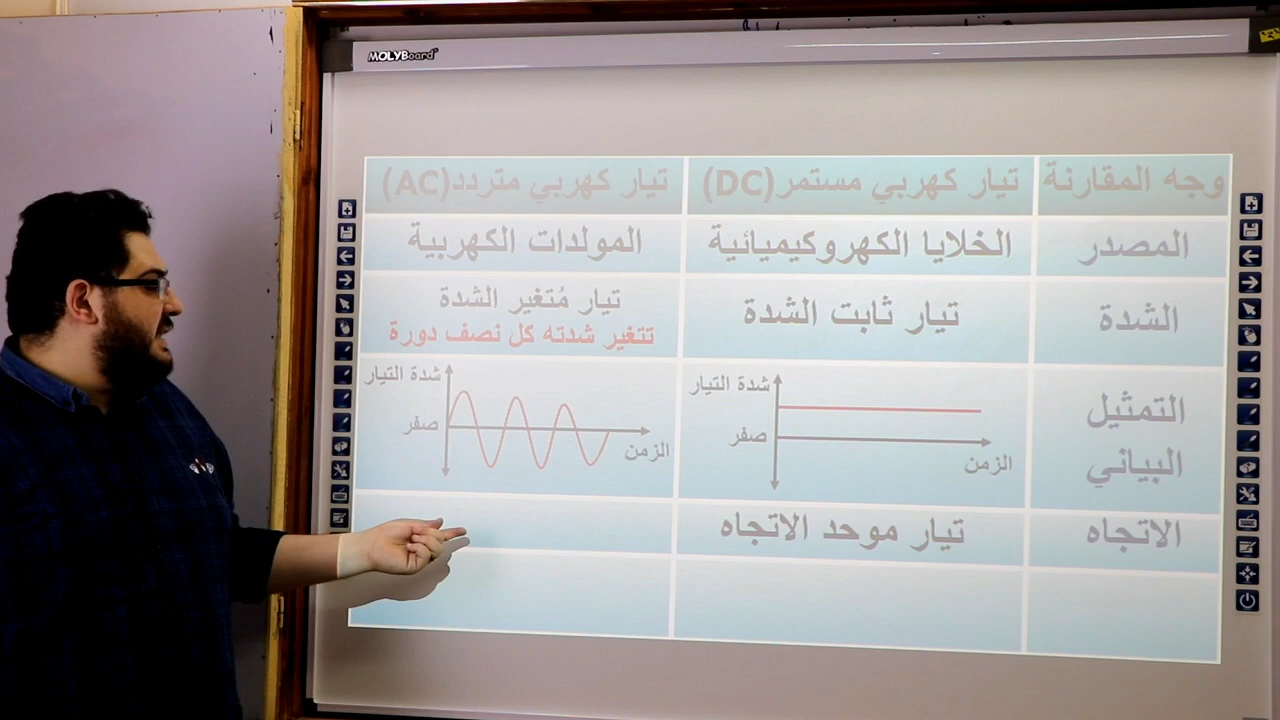 MOLYBoard
وجه المقارنة
تيار كهربي مستمر(DC)
تيار كهربي متردد(AC)
المصدر
الخلايا الكهروكيميائية
المولدات الكهربية
الشدة
تيار ثابت الشدة
تيار مُتغير الشدة
تتغير شدته كل نصف دورة
التمثيل
البياني
شدة التيار
صفر
الزمن
شدة التيار
صفر
الزمن
الاتجاه
تيار موحد الاتجاه